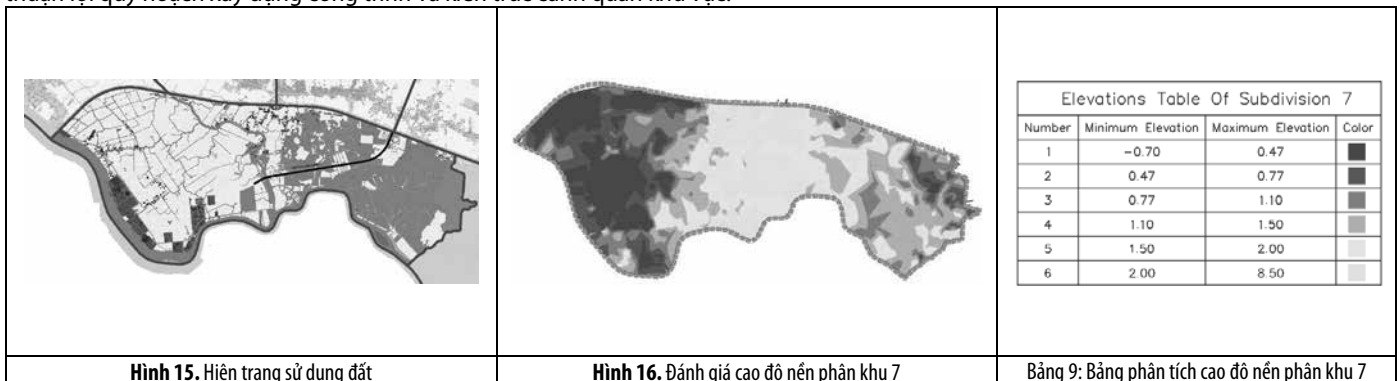 thuận lợi quy hoạch xây dựng công trình và kiến trúc cảnh quan khu vực.
Elevations Table Of Subdivision 7
Number Minimum Elevation Maximum Elevation Color
1 -0.70 0.47
2 0.47 0.77
3 0.77 1.10
4 1.10 1.50
5 1.50 2.00
6 2.00 8.50
Hình 15. Hiện trạng sử dụng đất
Hình 16. Đánh giá cao độ nền phân khu 7
Bảng 9: Bảng phân tích cao độ nền phân khu 7